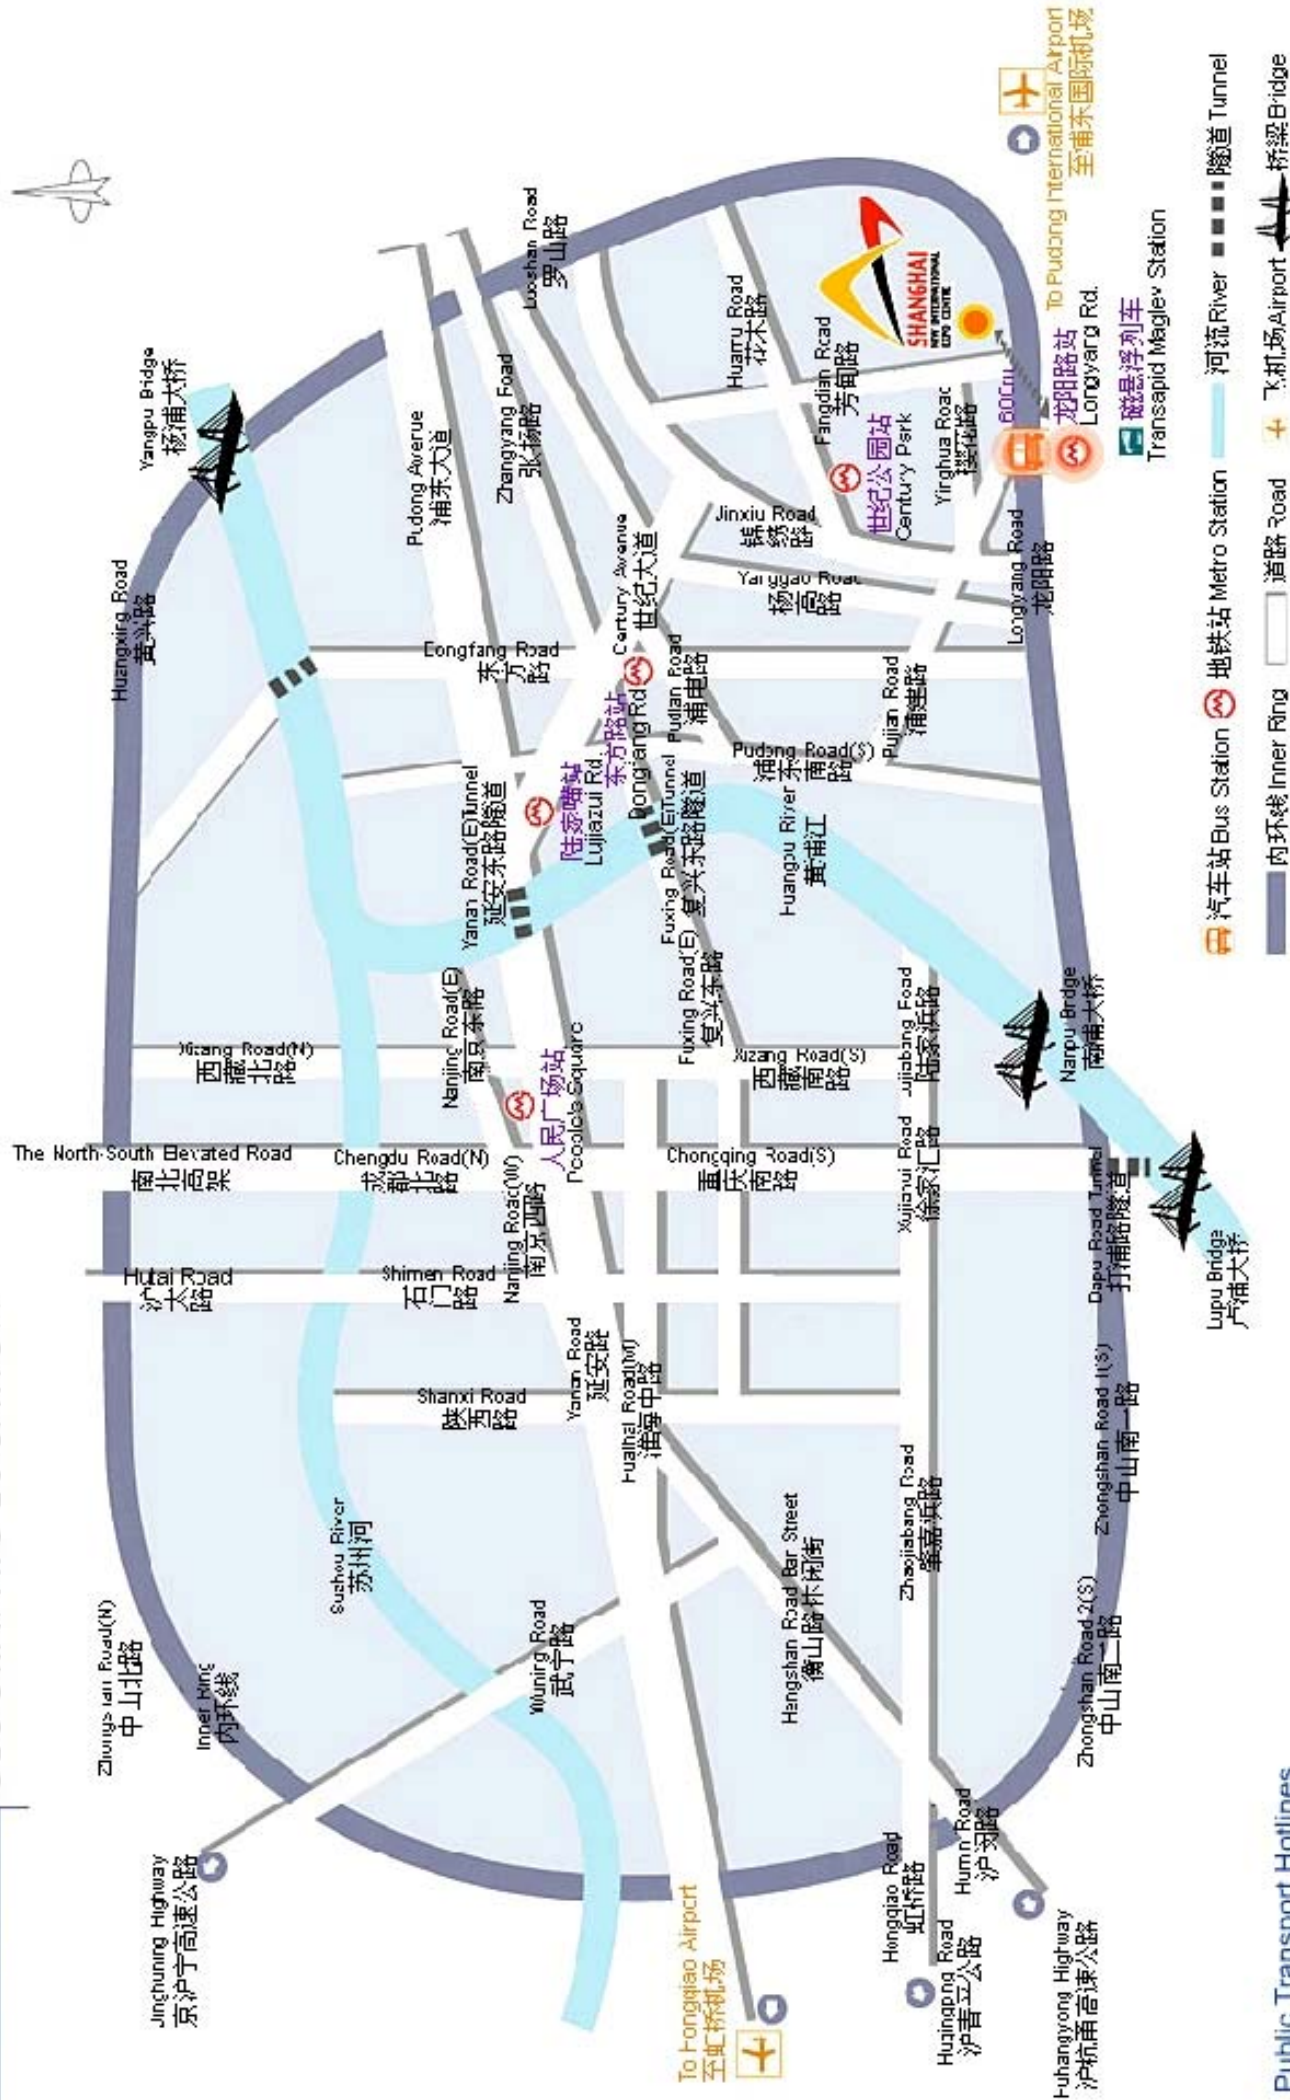 Yangpu Bridge
杨浦大桥
Huangxing Road
黄兴路
Zhongshan Road(N)
中山北路
Inner Ring
内环线
Jinghuning Highway
京沪宁高速公路
The North-South Elevated Road
南北高架
Xizang Road(N)
西藏北路
Hutai Road
沪太路
Chengdu Road(N)
成都北路
Shimen Road
石门路
Shanxi Road
陕西路
Suzhou River
苏州河
Wuning Road
武宁路
Pudong Avenue
浦东大道
Zhangyang Road
张扬路
Luoshan Road
罗山路
Dongfang Road
东方路
Yanan Road(E)Tunnel
延安东路隧道
陆家嘴站
Lujiazui Rd.
东方路站
Dongfang Rd
Century Avenue
世纪大道
Nanjing Road(E)
南京东路
人民广场站
People's Square
Nanjing Road(W)
南京西路
Yanan Road
延安路
Huaihai Road(M)
淮海中路
Pudian Road
浦电路
Fuxing Road(E)Tunnel
复兴东路隧道
Fuxing Road(E)
复兴东路
Huamu Road
花木路
Fangdian Road
芳甸路
Jinxiu Road
锦绣路
Yanggao Road
杨高路
世纪公园站
Century Park
Yinghua Road
樱花路
SHANGHAI
NEW INTERNATIONAL
EXPO CENTRE
Pudong Road(S)
浦东南路
Pujian Road
浦建路
Huangpu River
黄浦江
Xizang Road(S)
西藏南路
Chongqing Road(S)
重庆南路
Lujiabang Road
陆家浜路
Xujiahui Road
徐家汇路
Zhaojiabang Road
肇嘉浜路
Hengshan Road Bar Street
衡山路休闲街
To Hongqiao Airport
至虹桥机场
Hongqiao Road
虹桥路
Huqingping Road
沪青平公路
Humin Road
沪闵路
Huhangyong Highway
沪杭甬高速公路
600m
龙阳路站
Longyang Rd.
Longyang Road
龙阳路
To Pudong International Airport
至浦东国际机场
磁悬浮列车
Transapid Maglev Station
Nanpu Bridge
南浦大桥
Dapu Road Tunnel
打浦路隧道
Lupu Bridge
卢浦大桥
Zhongshan Road 1(S)
中山南一路
Zhongshan Road 2(S)
中山南二路
汽车站Bus Station 地铁站 Metro Station 河流River 隧道Tunnel
内环线 Inner Ring 道路 Road 飞机场Airport 桥梁Bridge
Public Transport Hotlines